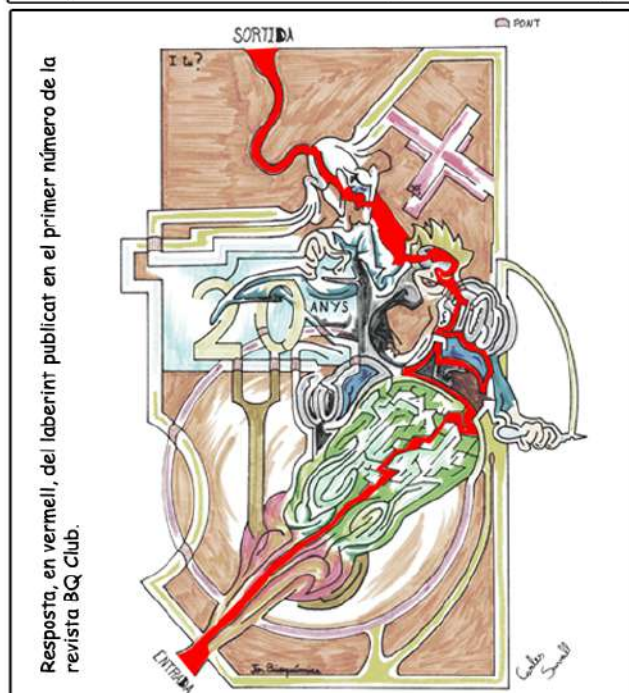 Resposta, en vermell, del laberint publicat en el primer número de la
revista BQ Club.
SORTIDA
PONT
I tu?
20
ANYS
ENTRADA
Carles